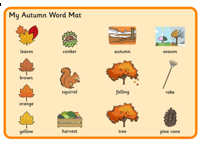 My Autumn Word Mat
leaves conker autumn season
brown squirrel falling rake
orange
yellow harvest tree pine cone